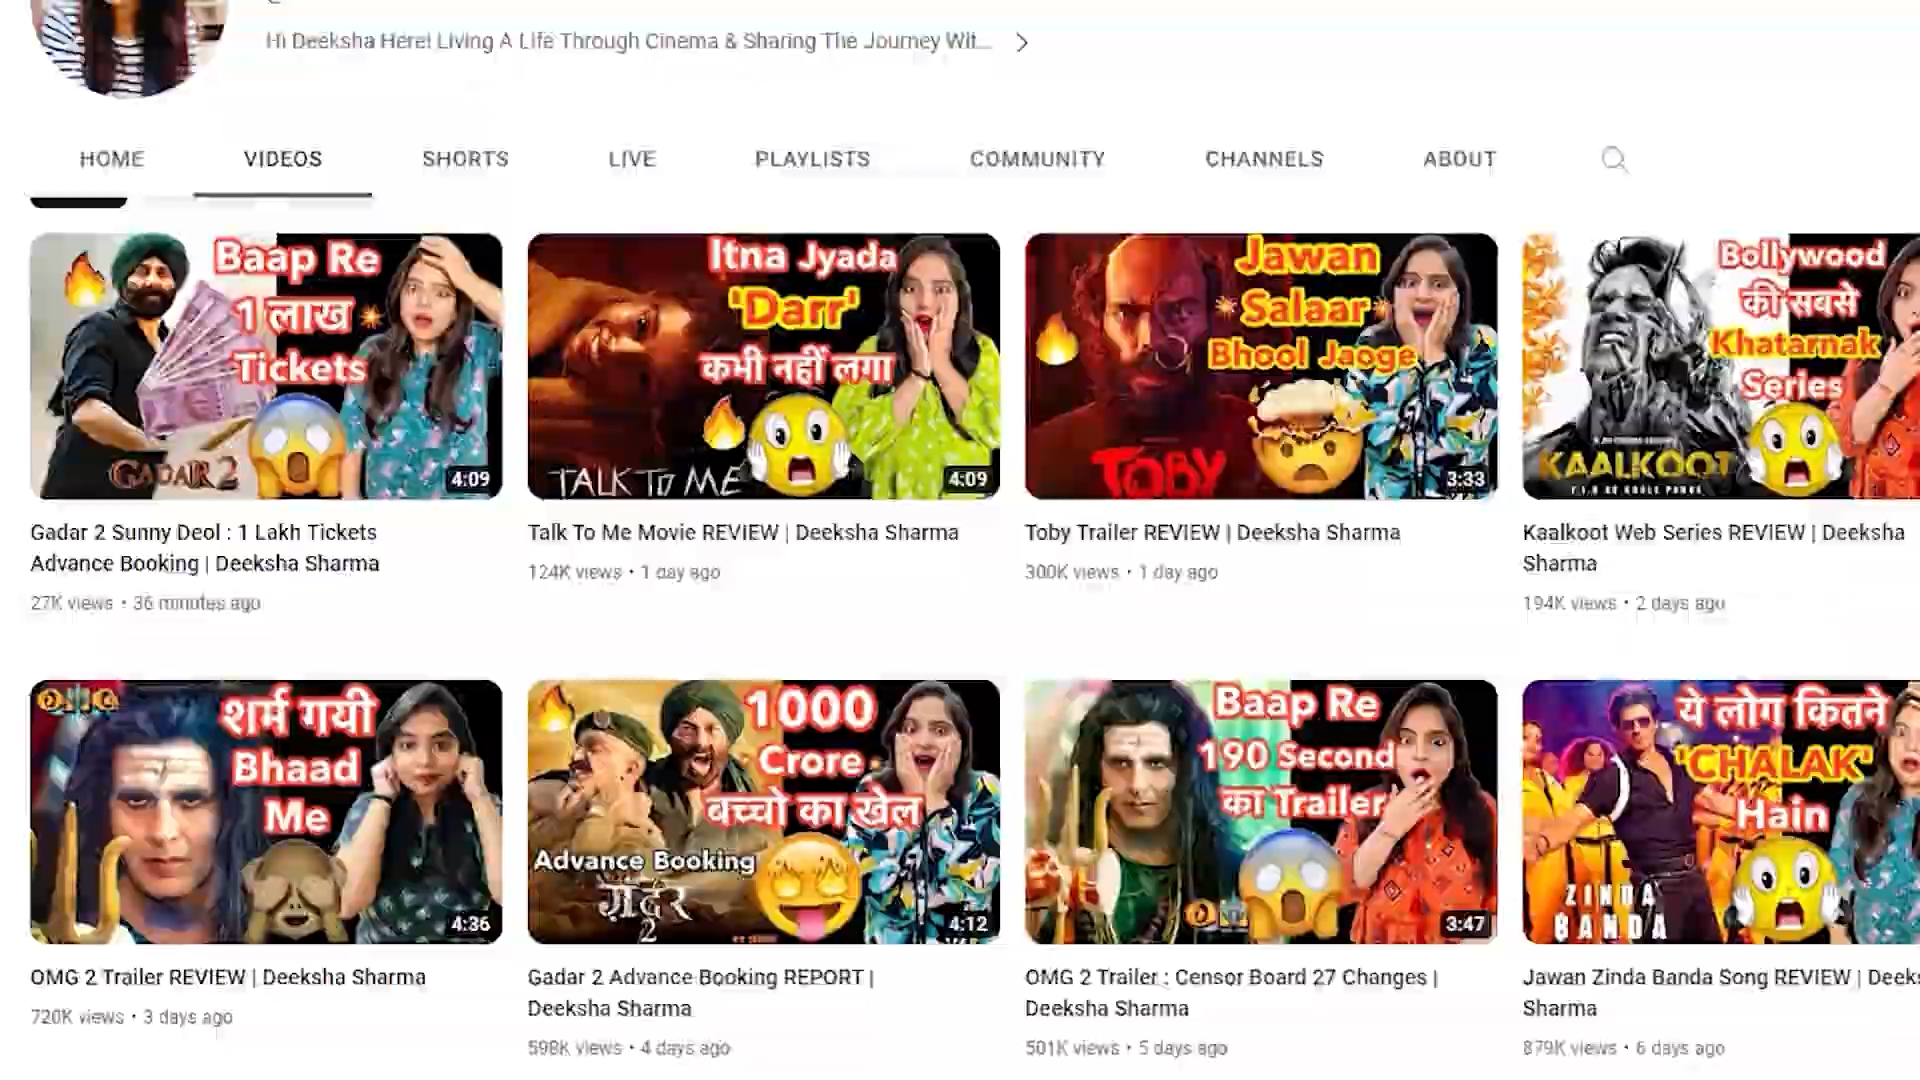 Hi Deeksha Here! Living A Life Through Cinema & Sharing The Journey Wit...
HOME VIDEOS SHORTS LIVE PLAYLISTS COMMUNITY CHANNELS ABOUT
Baap Re
1 लाख
Tickets
GADAR 2
4:09
Gadar 2 Sunny Deol : 1 Lakh Tickets
Advance Booking | Deeksha Sharma
27K views • 36 minutes ago
Itna Jyada
'Darr'
कभी नहीं लगा
TALK TO ME
4:09
Talk To Me Movie REVIEW | Deeksha Sharma
124K views • 1 day ago
Jawan
Salaar
Bhool Jaoge
TOBY
3:33
Toby Trailer REVIEW | Deeksha Sharma
300K views • 1 day ago
Bollywood
की सबसे
Khatarnak
Series
KAALKOOT
Kaalkoot Web Series REVIEW | Deeksha
Sharma
194K views • 2 days ago
शर्म गयी
Bhaad
Me
4:36
OMG 2 Trailer REVIEW | Deeksha Sharma
720K views • 3 days ago
1000
Crore
बच्चो का खेल
Advance Booking
ग़दर
2
4:12
Gadar 2 Advance Booking REPORT |
Deeksha Sharma
598K views • 4 days ago
Baap Re
190 Second
का Trailer
3:47
OMG 2 Trailer : Censor Board 27 Changes |
Deeksha Sharma
501K views • 5 days ago
ये लोग कितने
'CHALAK'
Hain
ZINDA
BANDA
Jawan Zinda Banda Song REVIEW | Deeks
Sharma
879K views • 6 days ago